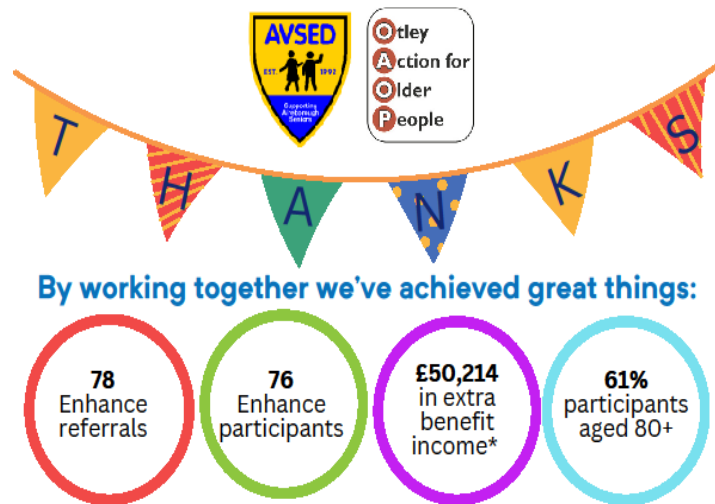 AVSED
EST. 1992
Supporting
Aireborough
Seniors
Otley
Action for
Older
People
THANKS
By working together we've achieved great things:
78
Enhance
referrals
76
Enhance
participants
£50,214
in extra
benefit
income*
61%
participants
aged 80+